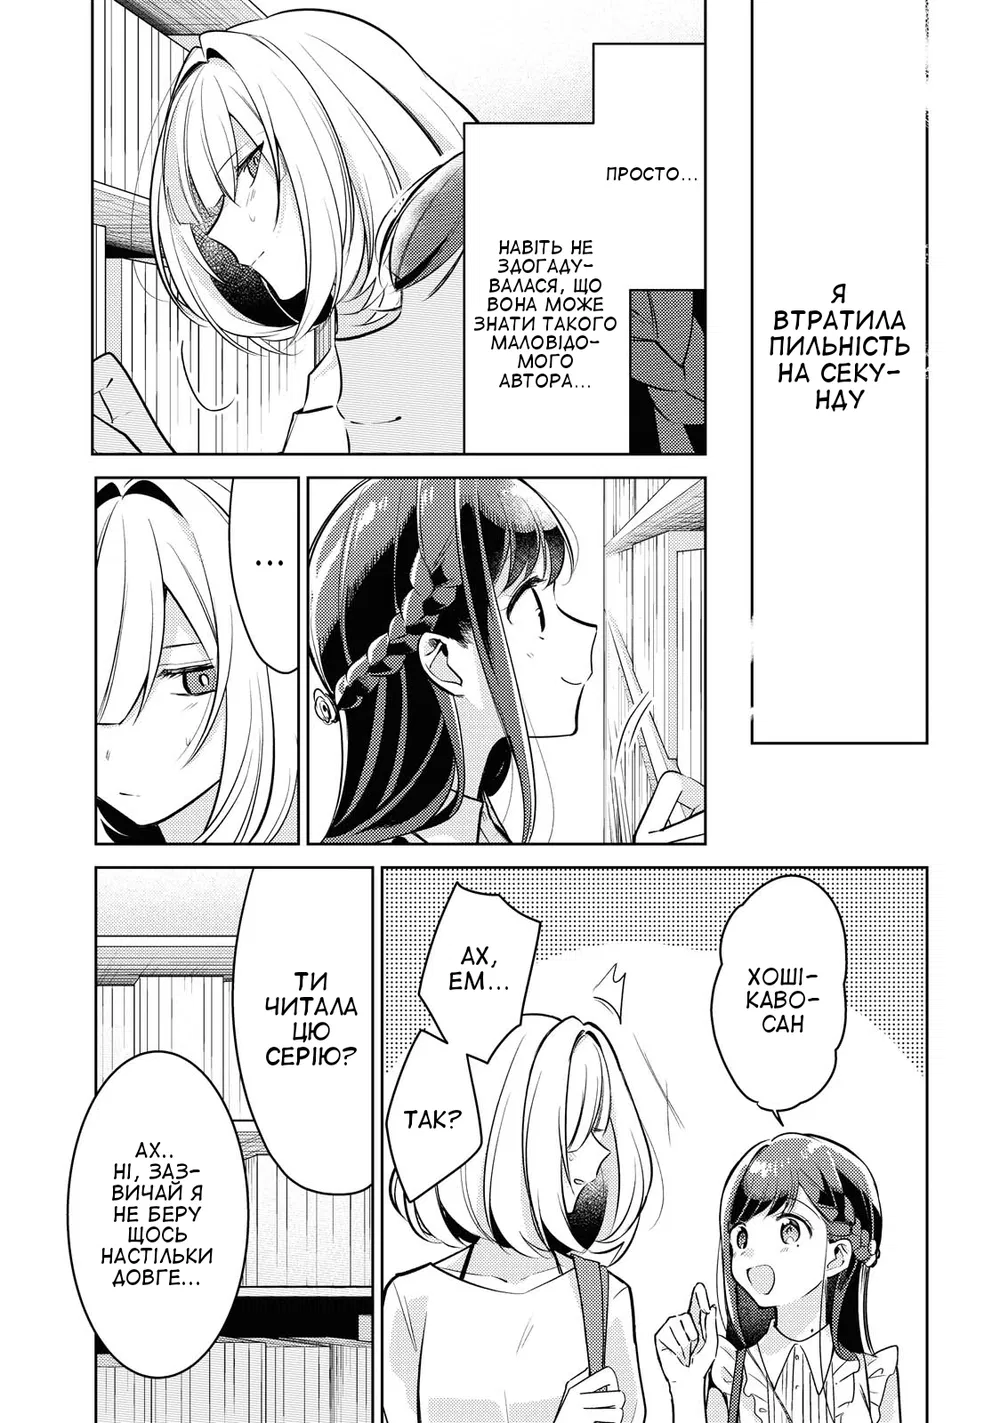 Я
ВТРАТИЛА
ПИЛЬНІСТЬ
НА СЕКУ-
НДУ
ПРОСТО...
НАВІТЬ НЕ
ЗДОГАДУ-
ВАЛАСЯ, ЩО
ВОНА МОЖЕ
ЗНАТИ ТАКОГО
МАЛОВІДО-
МОГО
АВТОРА...
...
ХОШІ-
КАВО-
САН
АХ,
ЕМ...
ТАК?
ТИ
ЧИТАЛА
ЦЮ
СЕРІЮ?
АХ..
НІ, ЗАЗ-
ВИЧАЙ Я
НЕ БЕРУ
ЩОСЬ
НАСТІЛЬКИ
ДОВГЕ...